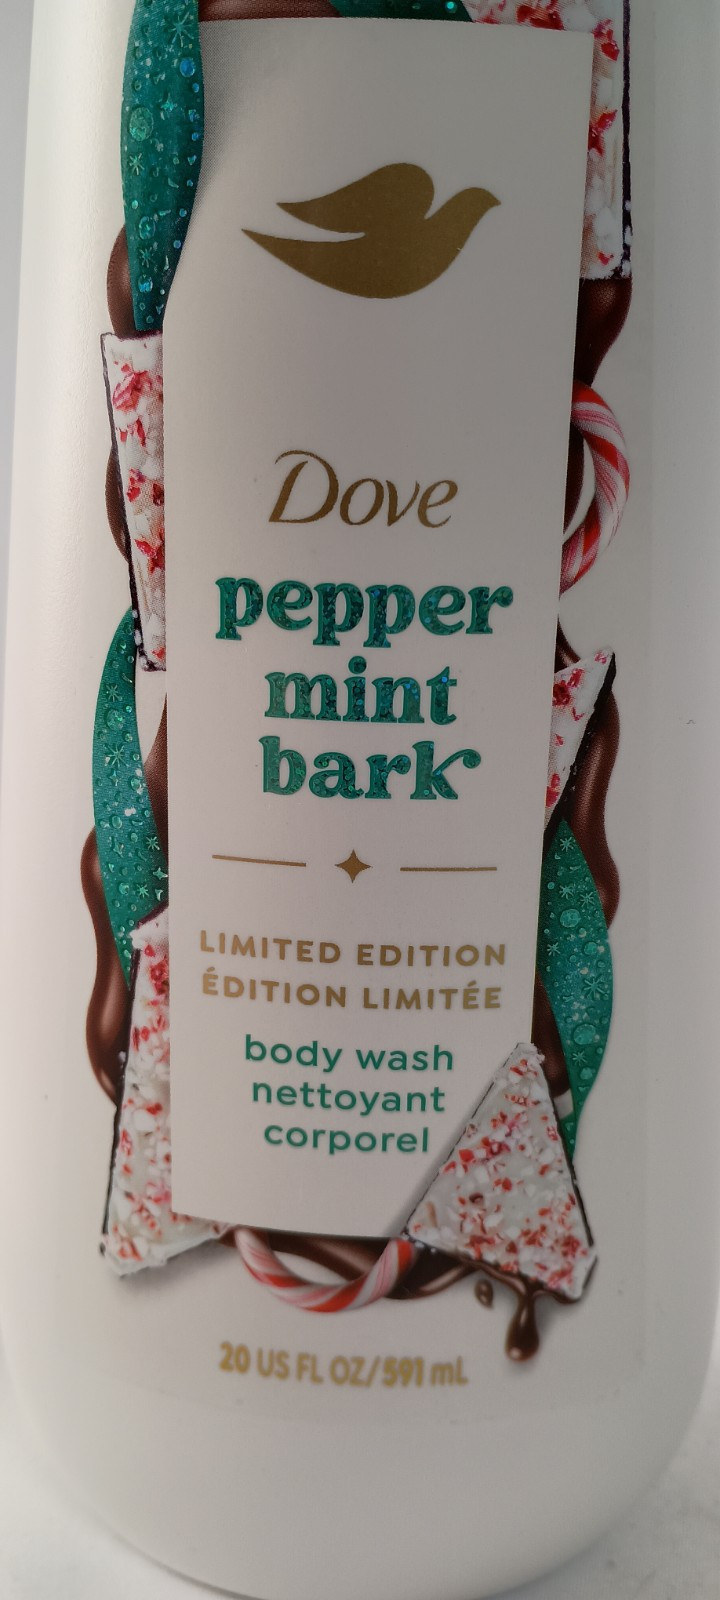 Dove
pepper
mint
bark
LIMITED EDITION
ÉDITION LIMITÉE
body wash
nettoyant
corporel
20 US FL OZ/591 mL